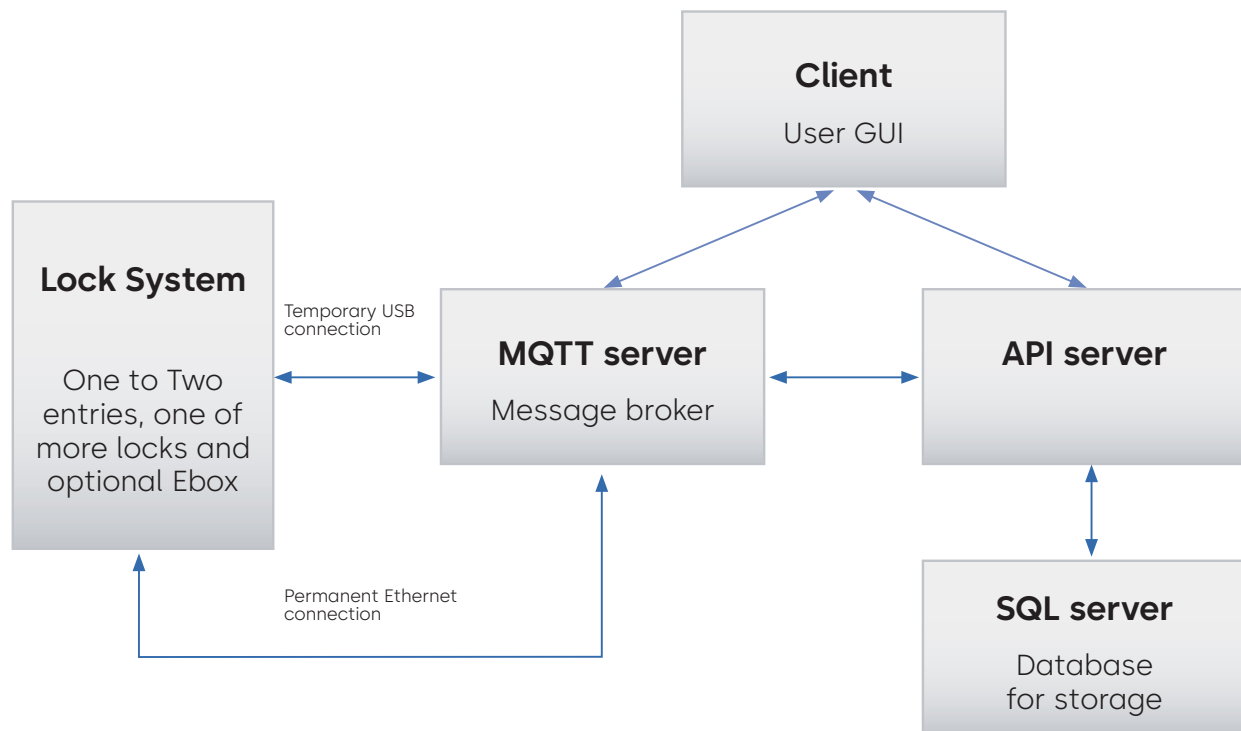 Client
User GUI
Lock System
One to Two
entries, one of
more locks and
optional Ebox
Temporary USB
connection
MQTT server
Message broker
API server
Permanent Ethernet
connection
SQL server
Database
for storage